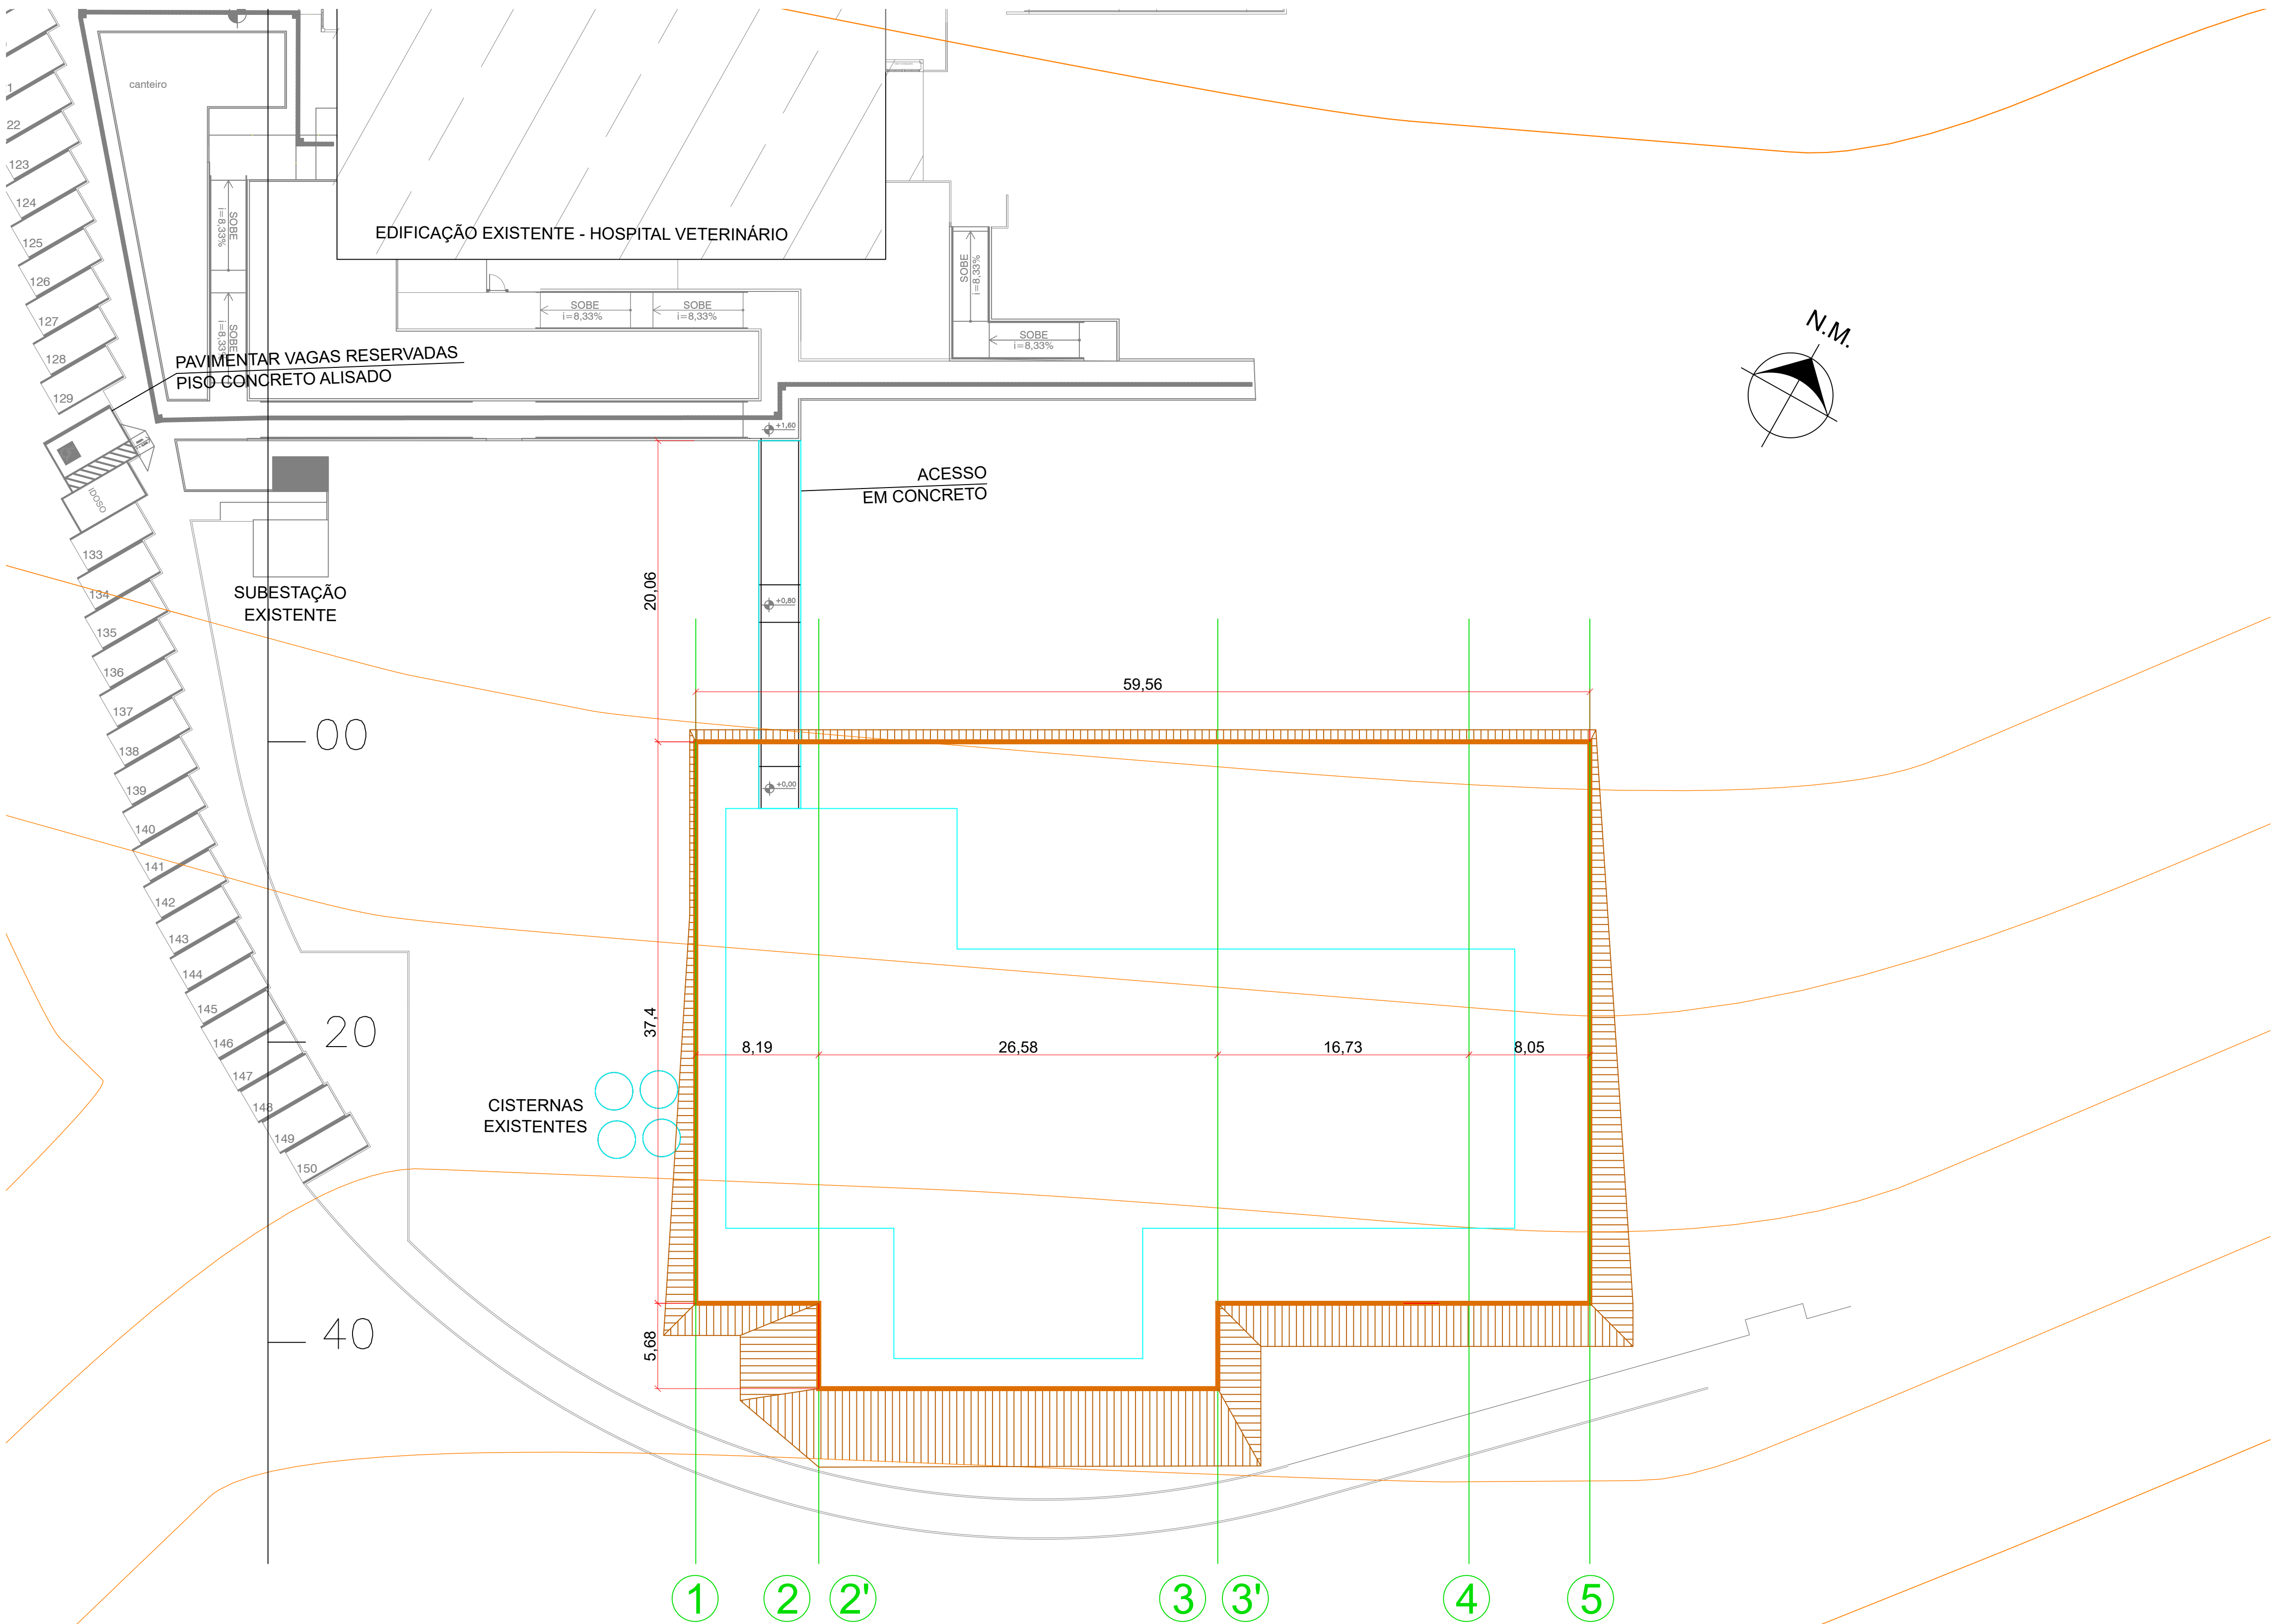 canteiro
1
22
123
124
125
126
127
128
129
SOBE
i=8,33%
SOBE
i=8,33%
EDIFICAÇÃO EXISTENTE - HOSPITAL VETERINÁRIO
SOBE
i=8,33%
SOBE
i=8,33%
SOBE
i=8,33%
SOBE
i=8,33%
N.M.
PAVIMENTAR VAGAS RESERVADAS
PISO CONCRETO ALISADO
+1,60
IDOSO
ACESSO
EM CONCRETO
133
134
135
136
137
138
139
140
141
142
143
144
145
146
147
148
149
150
SUBESTAÇÃO
EXISTENTE
20,06
+0,80
59,56
00
+0,00
20
37,4
8,19
26,58
16,73
8,05
CISTERNAS
EXISTENTES
40
5,68
1
2
2'
3
3'
4
5